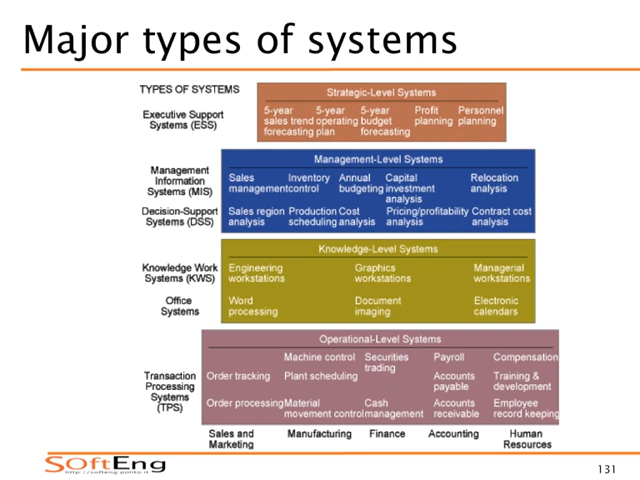 Major types of systems
TYPES OF SYSTEMS
Strategic-Level Systems
Executive Support
Systems (ESS)
5-year 5-year 5-year Profit Personnel
sales trend operating budget planning planning
forecasting plan forecasting
Management-Level Systems
Management
Information
Systems (MIS)
Sales Inventory Annual Capital Relocation
management control budgeting investment analysis
analysis
Decision-Support
Systems (DSS)
Sales region Production Cost Pricing/profitability Contract cost
analysis scheduling analysis analysis analysis
Knowledge-Level Systems
Knowledge Work
Systems (KWS)
Engineering Graphics Managerial
workstations workstations workstations
Office
Systems
Word Document Electronic
processing imaging calendars
Operational-Level Systems
Transaction
Processing
Systems
(TPS)
Machine control Securities Payroll Compensation
trading
Order tracking Plant scheduling Accounts Training &
payable development
Order processing Material Cash Accounts Employee
movement control management receivable record keeping
Sales and Manufacturing Finance Accounting Human
Marketing Resources
SOftEng
http://softeng.polito.it
131